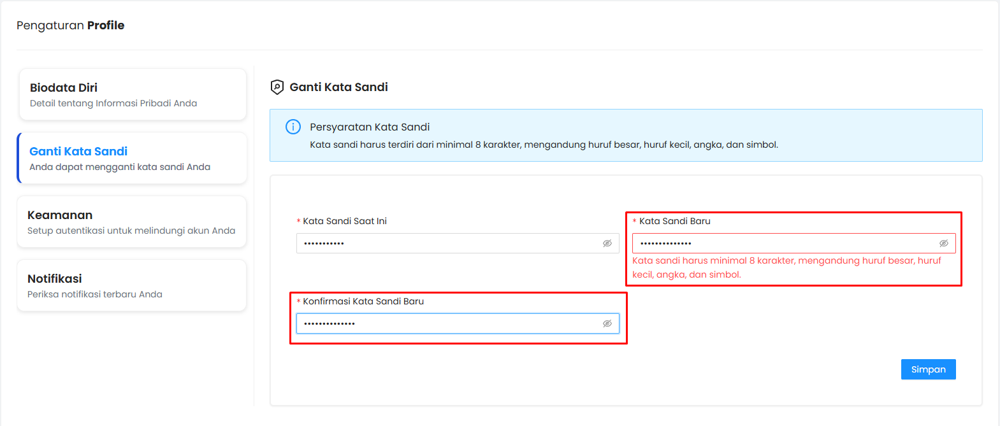 Pengaturan Profile
Biodata Diri
Detail tentang Informasi Pribadi Anda
Ganti Kata Sandi
Anda dapat mengganti kata sandi Anda
Keamanan
Setup autentikasi untuk melindungi akun Anda
Notifikasi
Periksa notifikasi terbaru Anda
Ganti Kata Sandi
Persyaratan Kata Sandi
Kata sandi harus terdiri dari minimal 8 karakter, mengandung huruf besar, huruf kecil, angka, dan simbol.
* Kata Sandi Saat Ini
•••••••••••
* Kata Sandi Baru
••••••••••••••
Kata sandi harus minimal 8 karakter, mengandung huruf besar, huruf
kecil, angka, dan simbol.
* Konfirmasi Kata Sandi Baru
••••••••••••••
Simpan